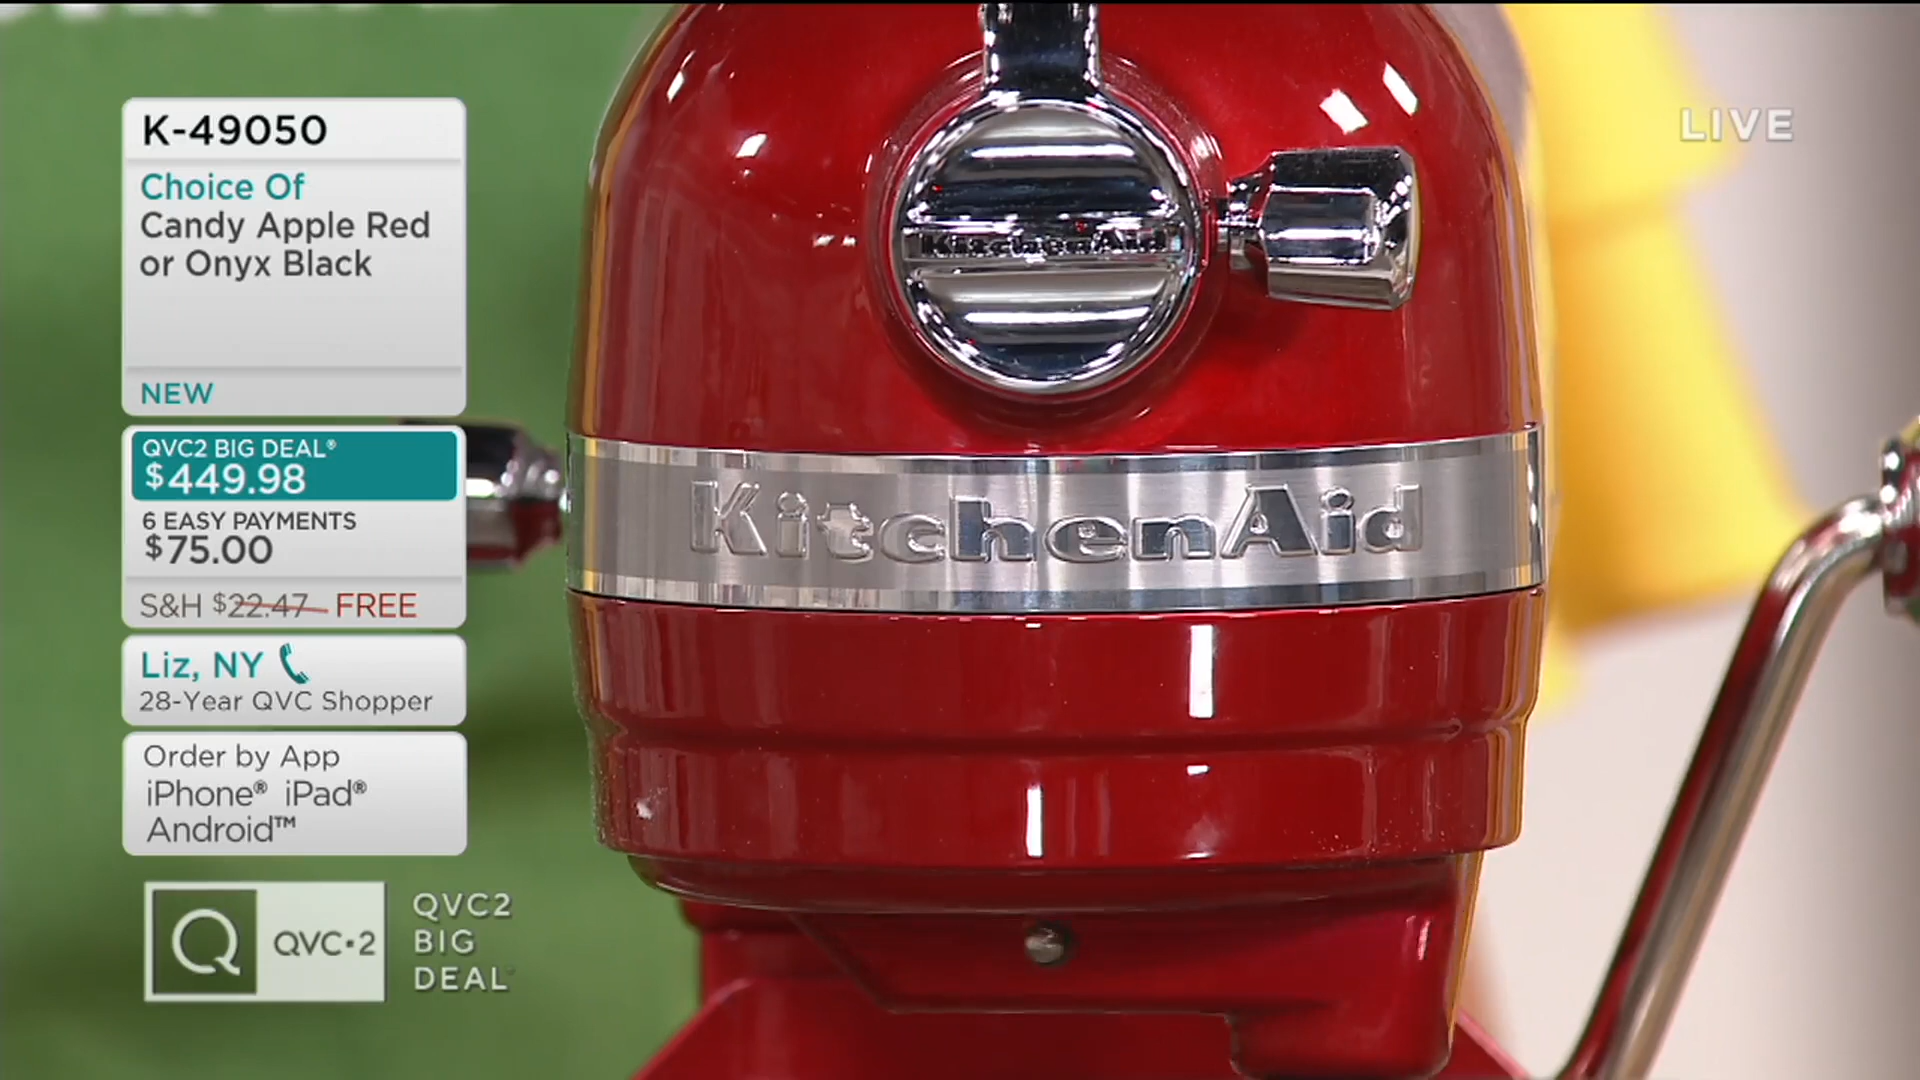 K-49050
Choice Of
Candy Apple Red
or Onyx Black
NEW
QVC2 BIG DEAL®
$449.98
6 EASY PAYMENTS
$75.00
S&H $22.47 FREE
Liz, NY
28-Year QVC Shopper
Order by App
iPhone® iPad®
Android™
Q QVC•2
QVC2
BIG
DEAL
LIVE
KitchenAid
KitchenAid